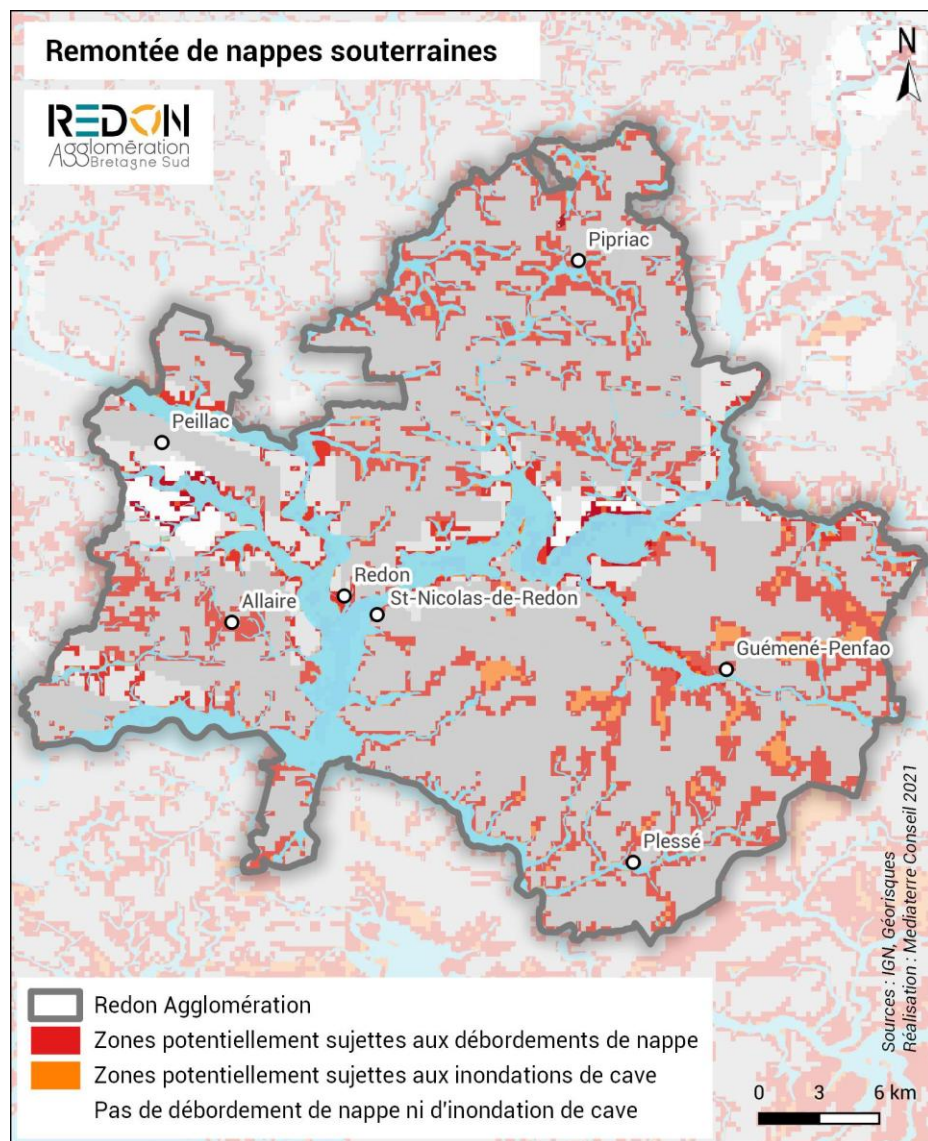 Remontée de nappes souterraines
N
REDON
Agglomération
Bretagne Sud
Pipriac
Peillac
Redon
St-Nicolas-de-Redon
Allaire
Guémené-Penfao
Plessé
Sources : IGN, Géorisques
Réalisation : Mediaterre Conseil 2021
Redon Agglomération
Zones potentiellement sujettes aux débordements de nappe
Zones potentiellement sujettes aux inondations de cave
Pas de débordement de nappe ni d'inondation de cave
0 3 6 km